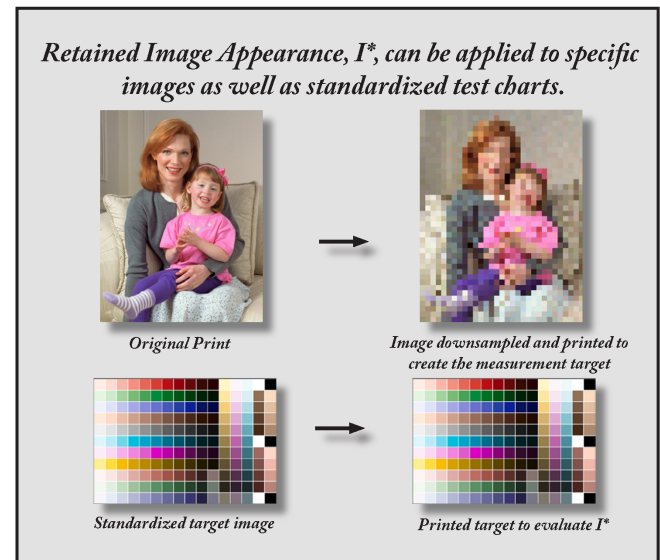 Retained Image Appearance, I*, can be applied to specific
images as well as standardized test charts.
Original Print
Image downsampled and printed to
create the measurement target
Standardized target image
Printed target to evaluate I*